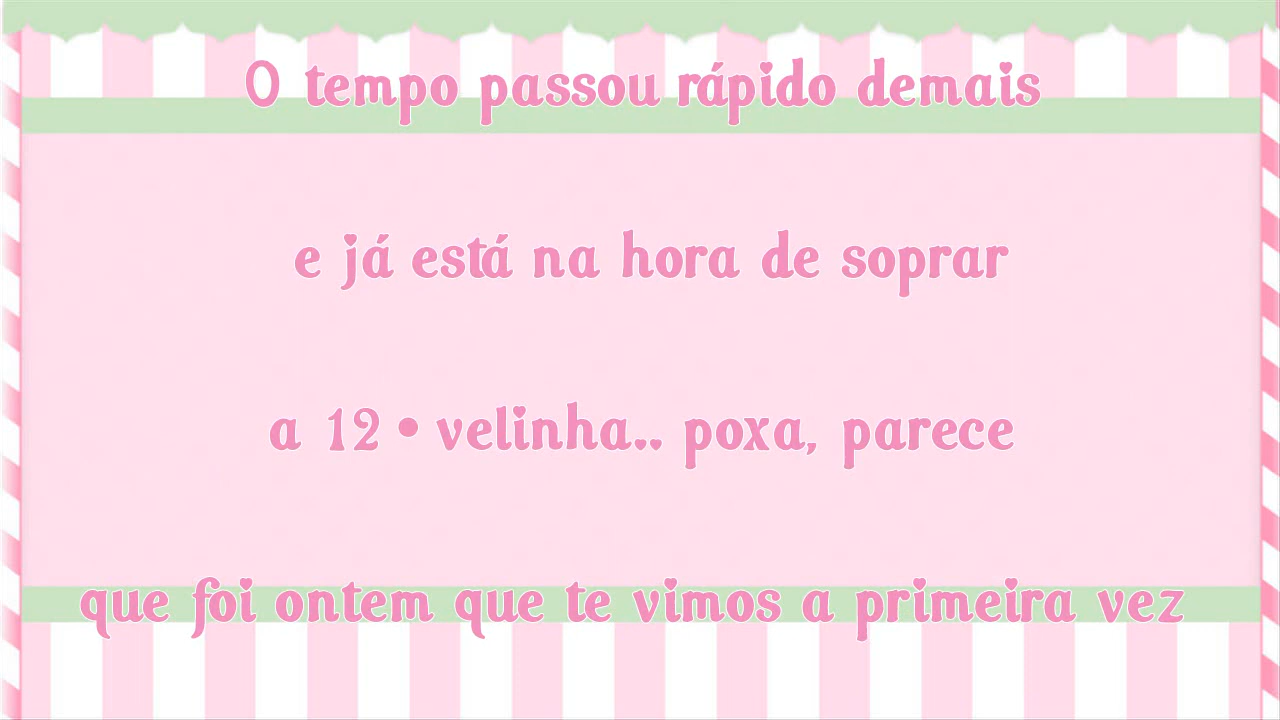 O tempo passou rápido demais
e já está na hora de soprar
a 12 • velinha.. poxa, parece
que foi ontem que te vimos a primeira vez